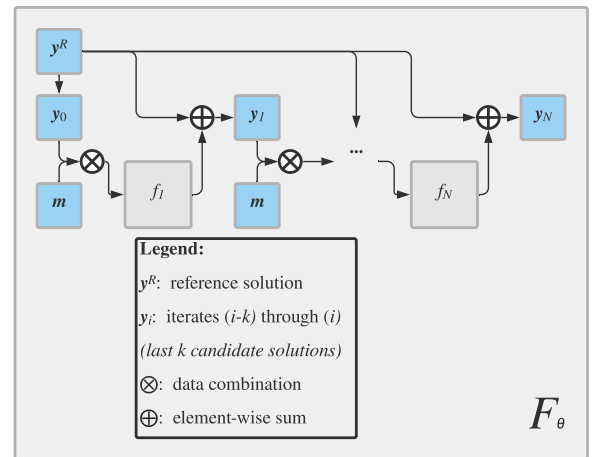 y^R
y_0
m
⊗
f_1
⊕
y_1
m
⊗
...
f_N
⊕
y_N
Legend:
y^R: reference solution
y_i: iterates (i-k) through (i)
(last k candidate solutions)
⊗: data combination
⊕: element-wise sum
F_θ